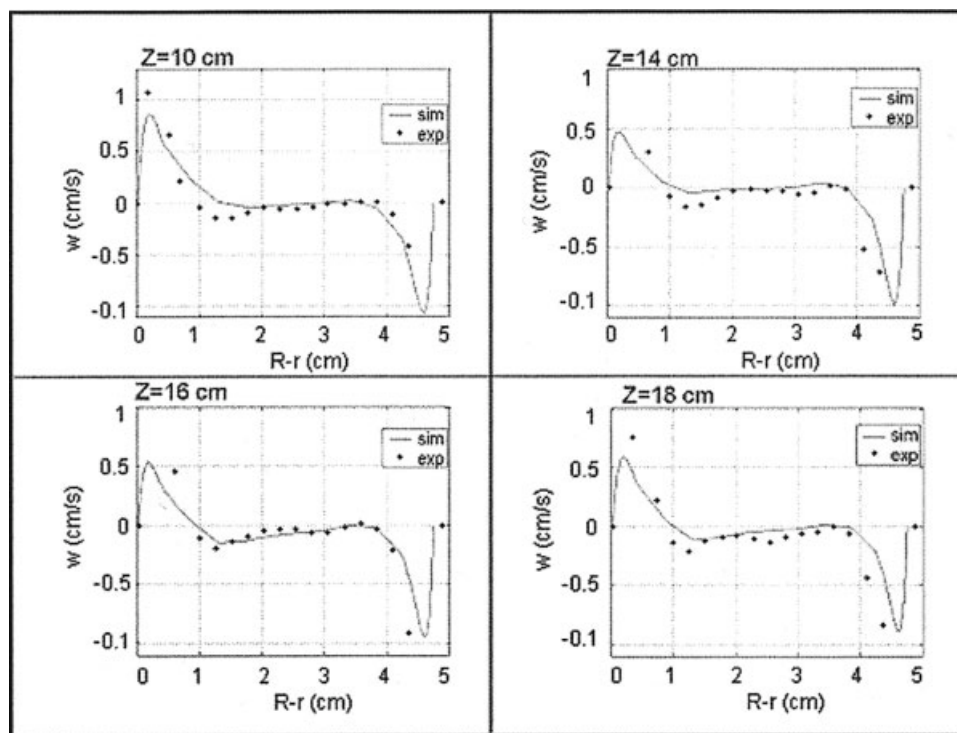 Z=10 cm
1
0.5
0
-0.5
-0.1
w (cm/s)
sim
exp
0 1 2 3 4 5
R-r (cm)
Z=14 cm
1
0.5
0
-0.5
-0.1
w (cm/s)
sim
exp
0 1 2 3 4 5
R-r (cm)
Z=16 cm
1
0.5
0
-0.5
-0.1
w (cm/s)
sim
exp
0 1 2 3 4 5
R-r (cm)
Z=18 cm
1
0.5
0
-0.5
-0.1
w (cm/s)
sim
exp
0 1 2 3 4 5
R-r (cm)